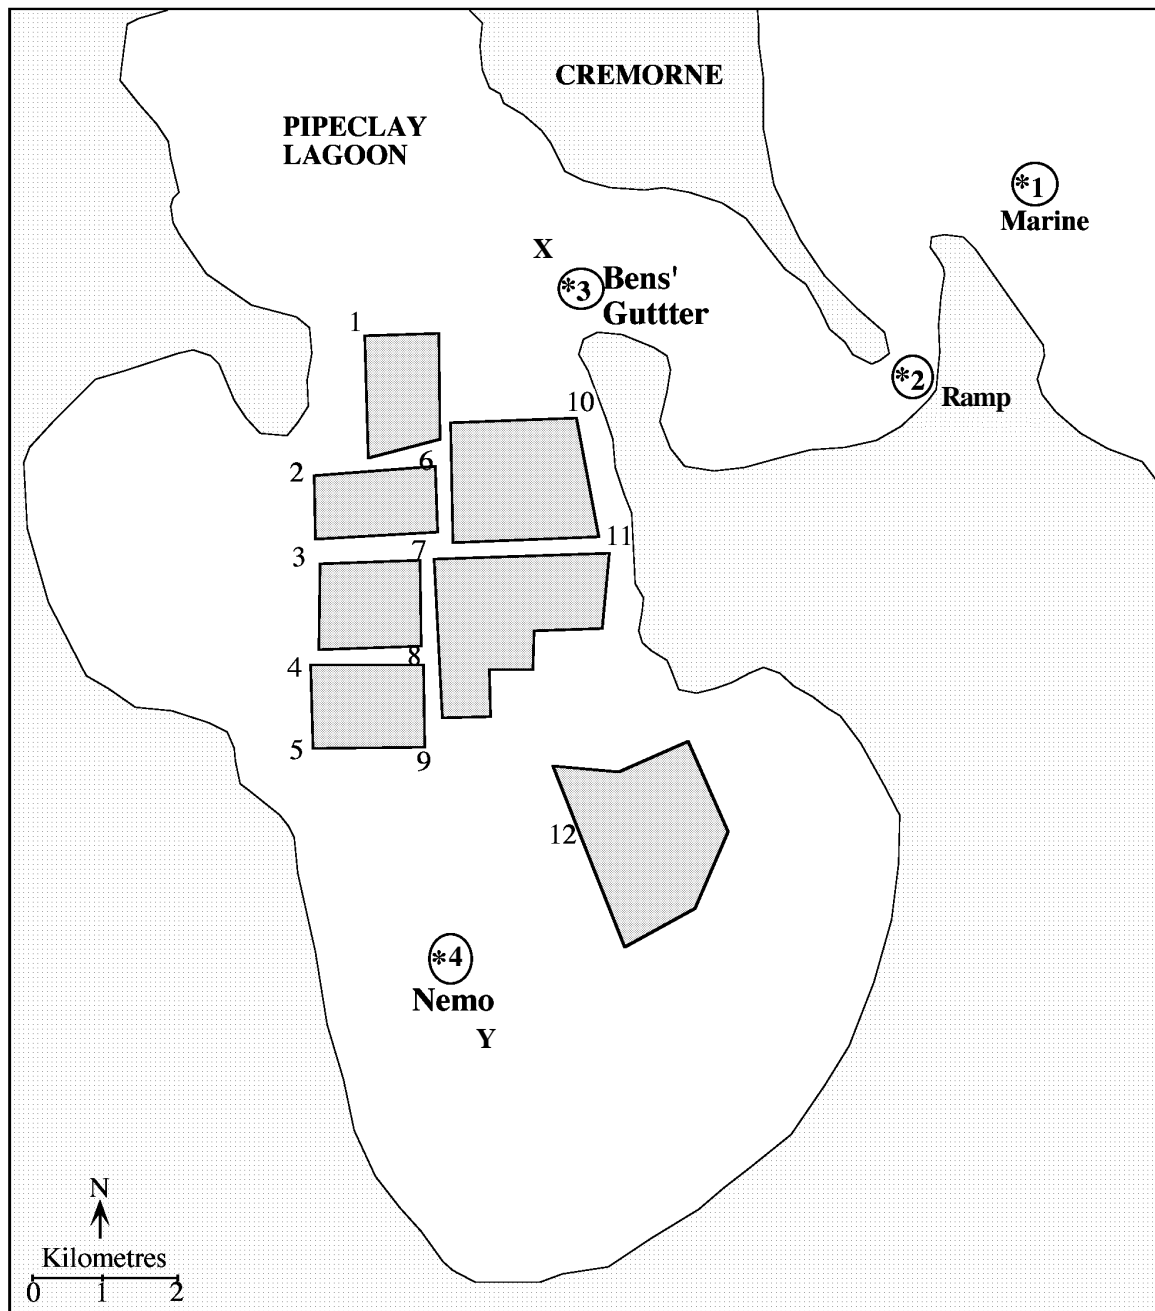 CREMORNE
PIPECLAY
LAGOON
*1
Marine
X
*3 Bens'
Guttter
1
*2
Ramp
10
2
6
11
3
7
4
8
5
9
12
*4
Nemo
Y
N
Kilometres
0 1 2